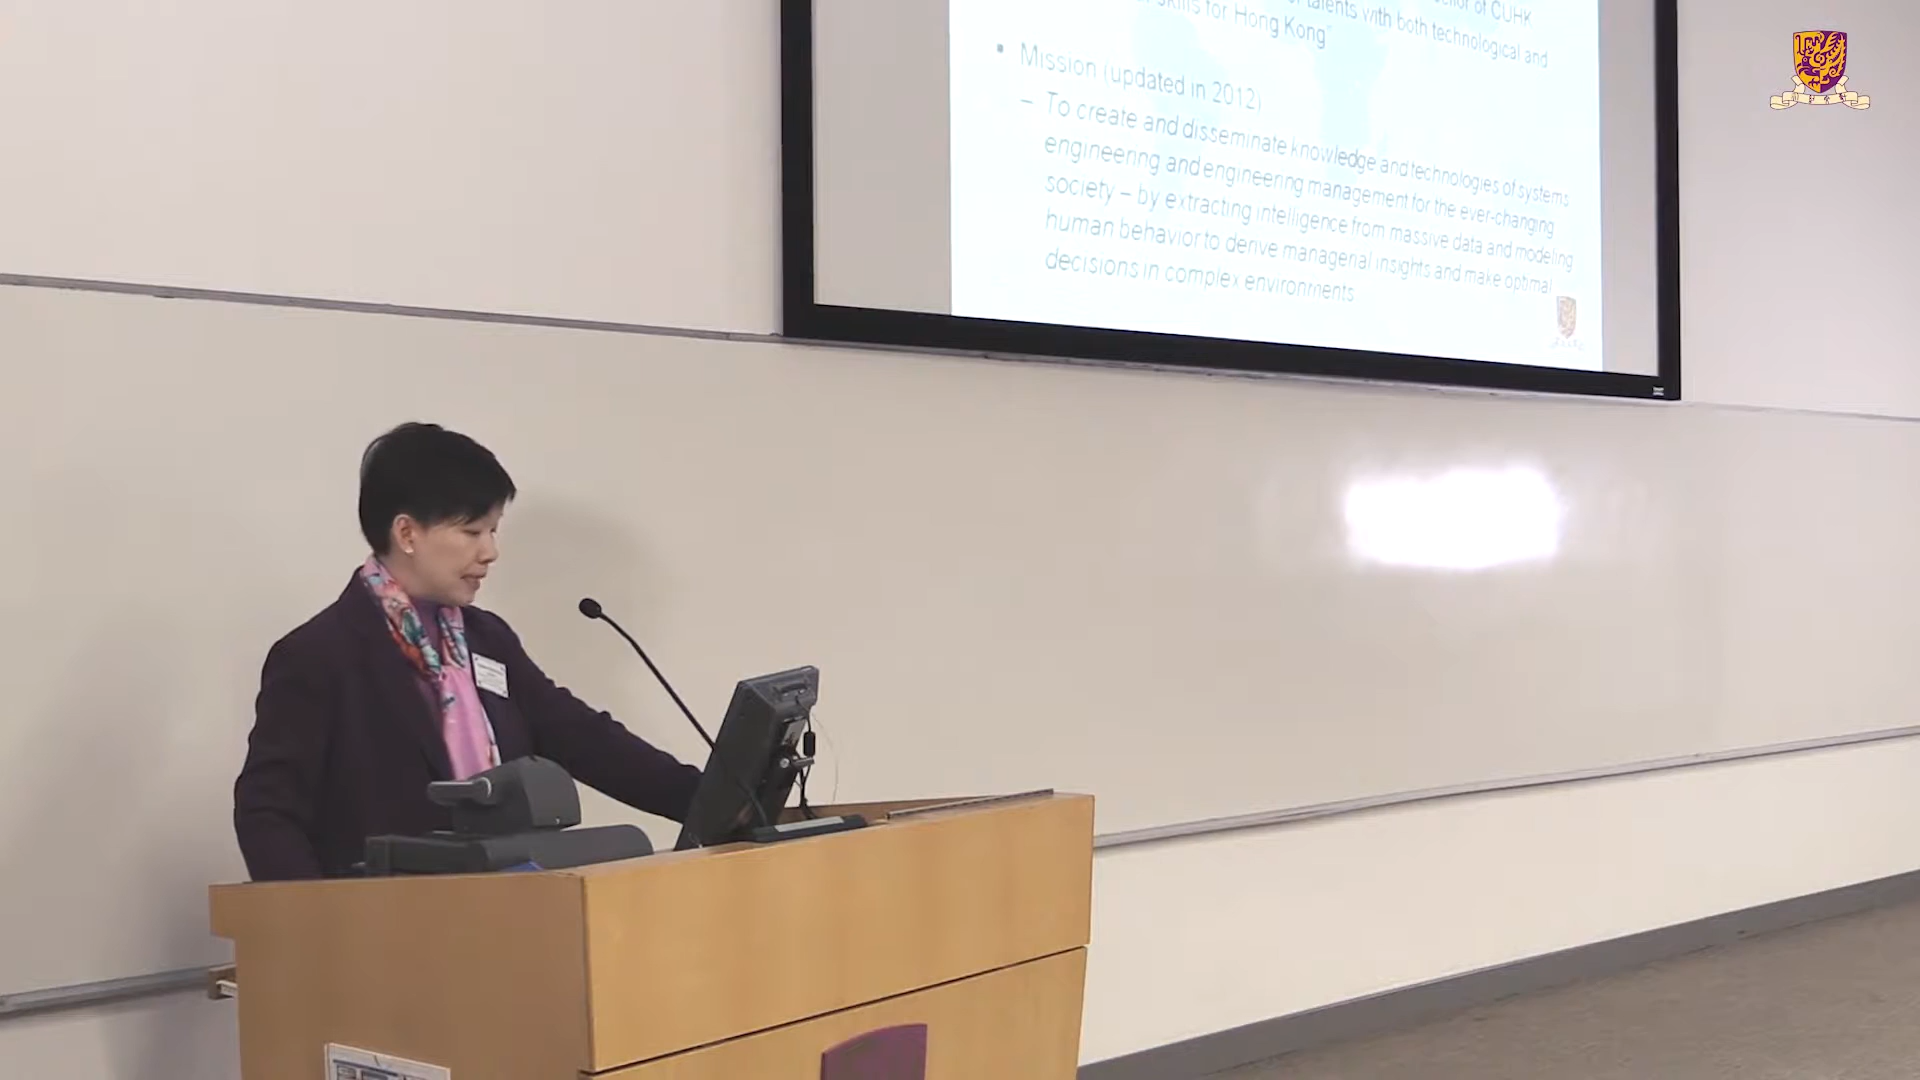 of CUHK
talents with both technological and
skills for Hong Kong"
▪ Mission (updated in 2012)
– To create and disseminate knowledge and technologies of systems
engineering and engineering management for the ever-changing
society – by extracting intelligence from massive data and modeling
human behavior to derive managerial insights and make optimal
decisions in complex environments